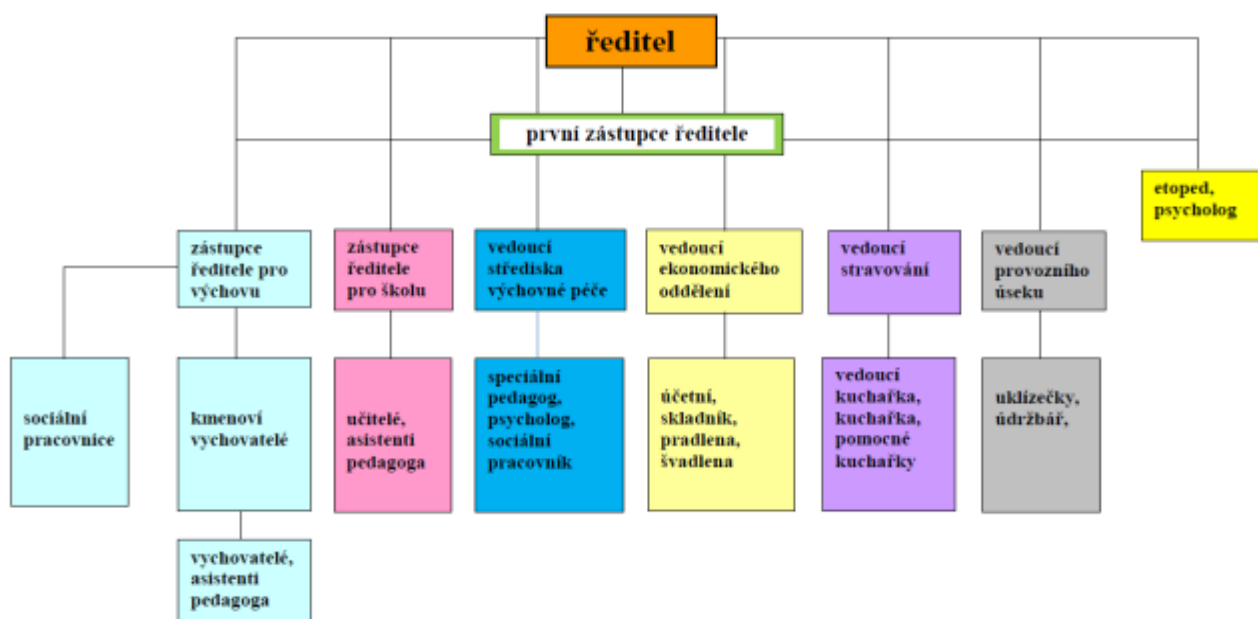 ředitel
první zástupce ředitele
etoped,
psycholog
zástupce
ředitele pro
výchovu
zástupce
ředitele
pro školu
vedoucí
střediska
výchovné péče
vedoucí
ekonomického
oddělení
vedoucí
stravování
vedoucí
provozního
úseku
sociální
pracovnice
kmenoví
vychovatelé
učitelé,
asistenti
pedagoga
speciální
pedagog,
psycholog,
sociální
pracovník
účetní,
skladník,
pradlena,
švadlena
vedoucí
kuchařka,
kuchařka,
pomocné
kuchařky
uklízečky,
údržbář,
vychovatelé,
asistenti
pedagoga